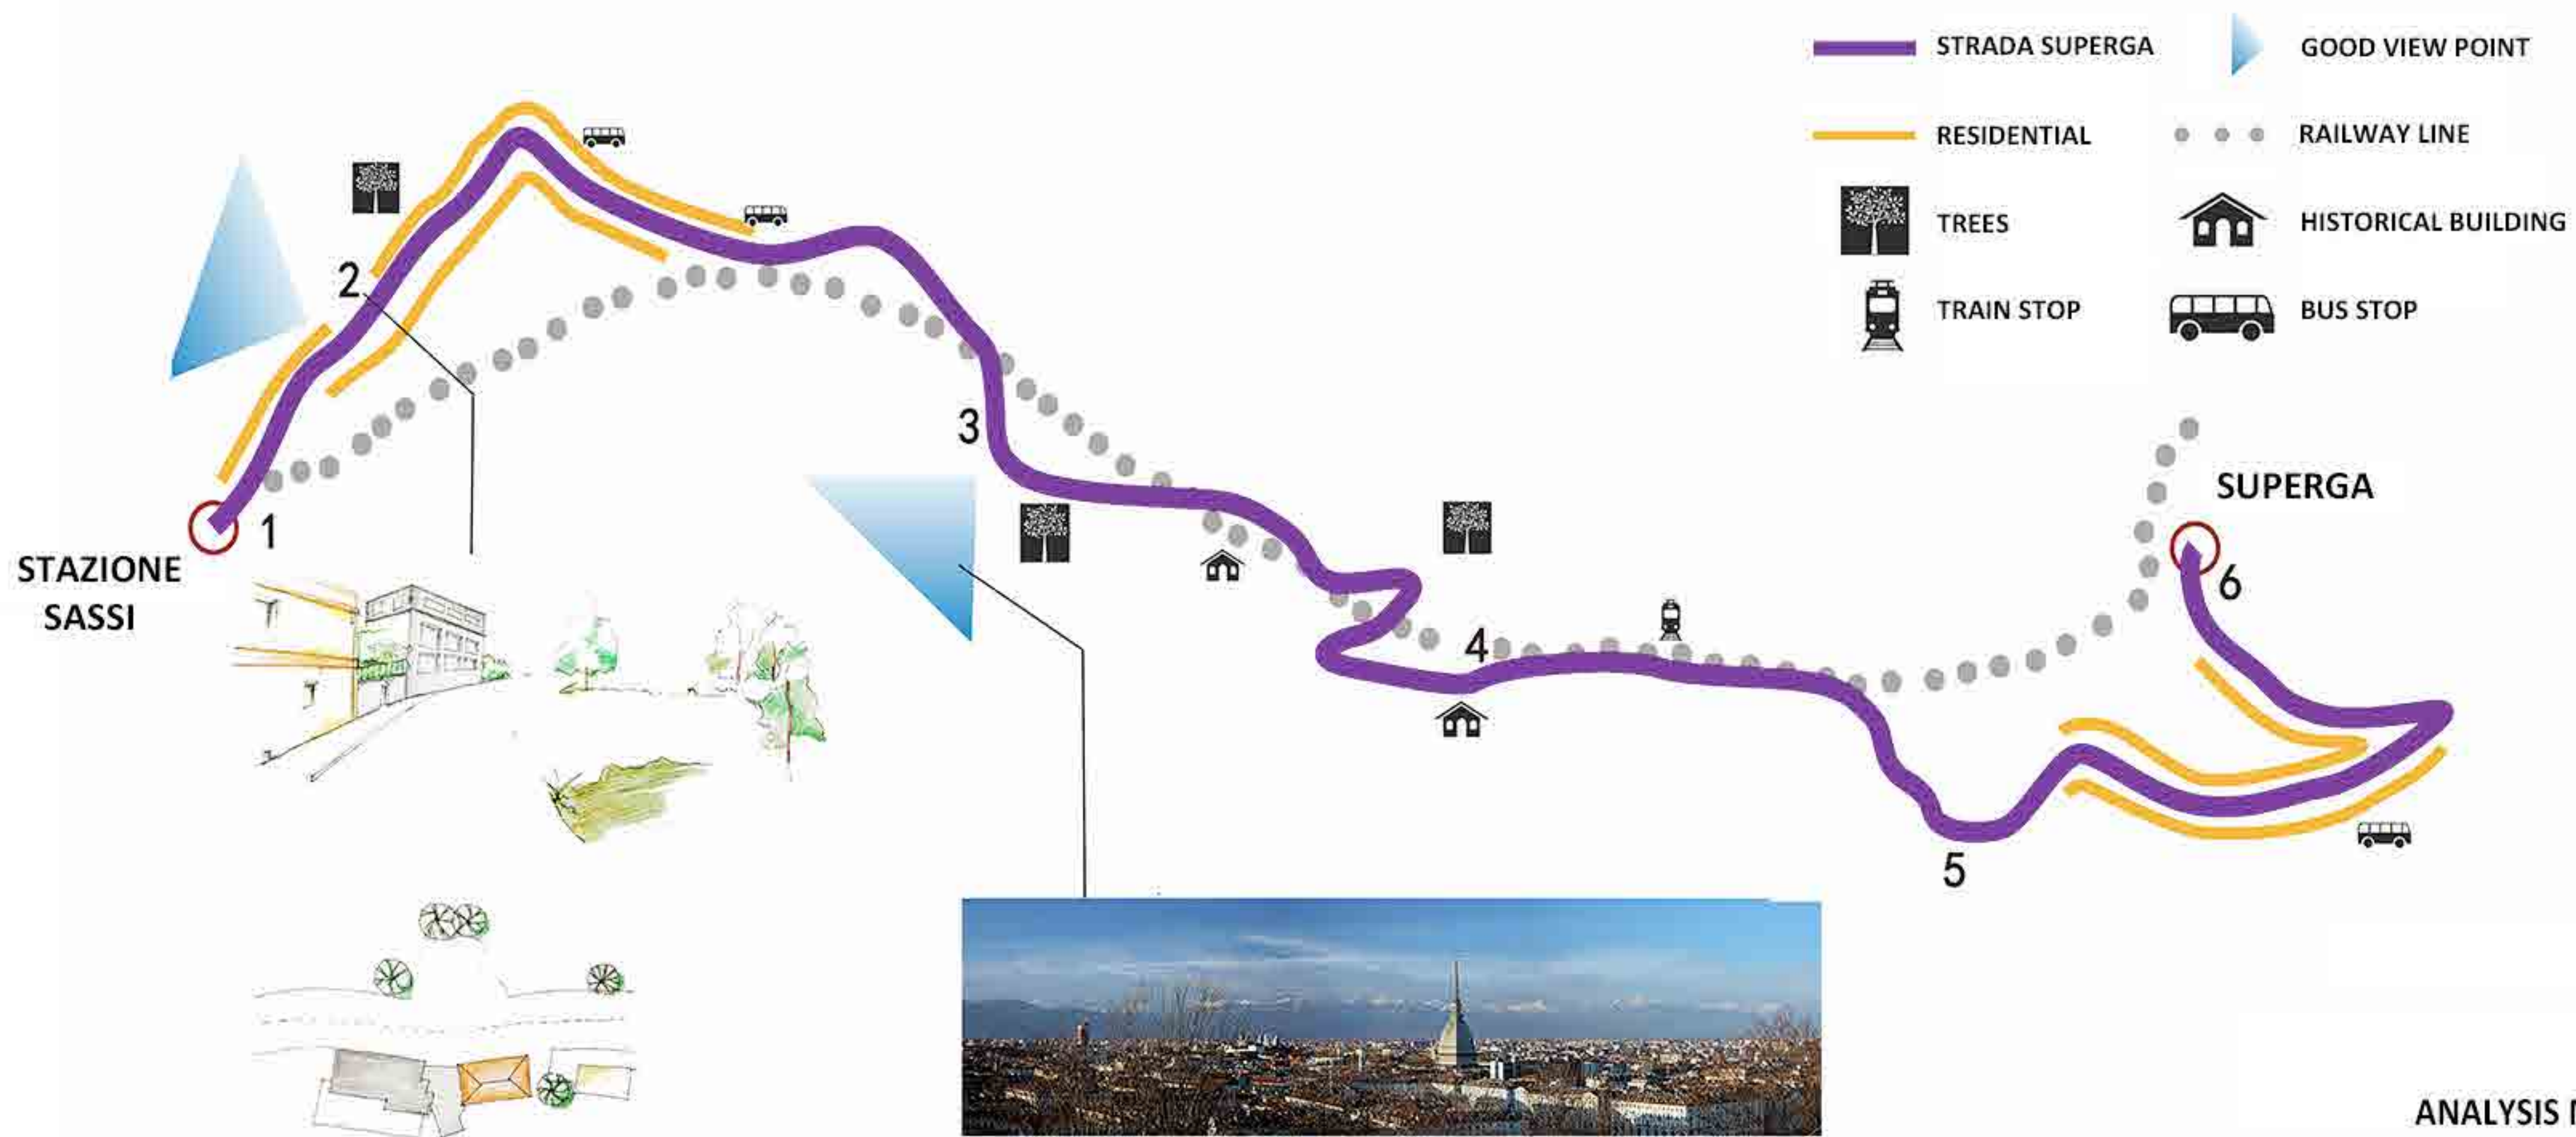 STRADA SUPERGA
GOOD VIEW POINT
RESIDENTIAL
RAILWAY LINE
TREES
HISTORICAL BUILDING
TRAIN STOP
BUS STOP
2
3
1
STAZIONE
SASSI
SUPERGA
6
4
5
ANALYSIS